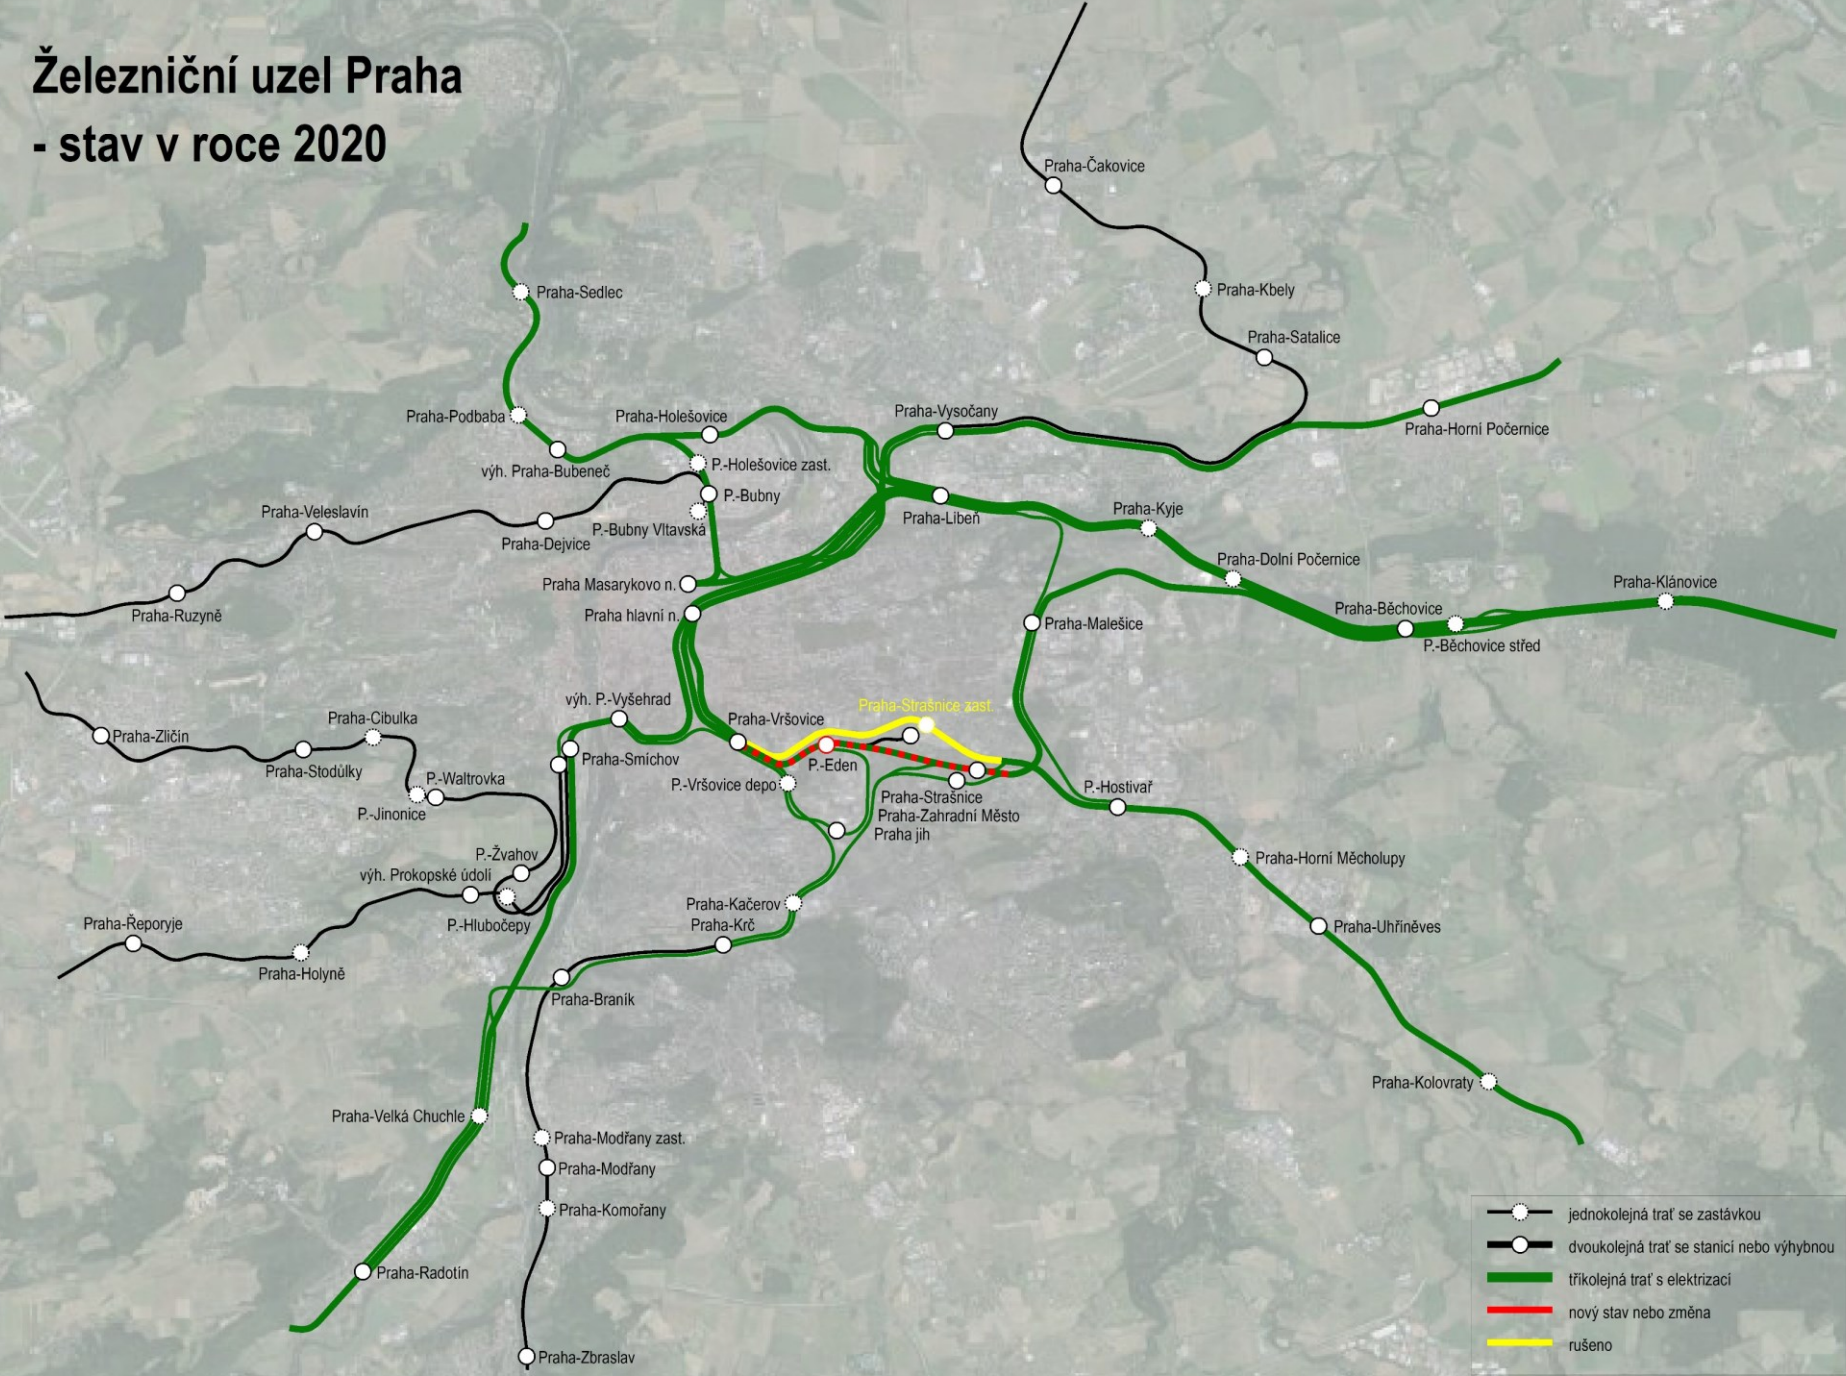 Železniční uzel Praha
- stav v roce 2020
Praha-Čakovice
Praha-Kbely
Praha-Sedlec
Praha-Satalice
Praha-Podbaba
Praha-Holešovice
Praha-Vysočany
Praha-Horní Počernice
výh. Praha-Bubeneč
P.-Holešovice zast.
P.-Bubny
Praha-Veleslavín
Praha-Libeň
Praha-Kyje
P.-Bubny Vltavská
Praha-Dejvice
Praha-Dolní Počernice
Praha Masarykovo n.
Praha-Klánovice
Praha-Ruzyně
Praha hlavní n.
Praha-Běchovice
Praha-Malešice
P.-Běchovice střed
výh. P.-Vyšehrad
Praha-Strašnice zast.
Praha-Cibulka
Praha-Vršovice
Praha-Zličín
Praha-Smíchov
P.-Eden
Praha-Stodůlky
P.-Waltrovka
P.-Vršovice depo
P.-Hostivař
Praha-Strašnice
P.-Jinonice
Praha-Zahradní Město
Praha jih
P.-Žvahov
Praha-Horní Měcholupy
výh. Prokopské údolí
Praha-Kačerov
Praha-Řeporyje
P.-Hlubočepy
Praha-Krč
Praha-Uhříněves
Praha-Holyně
Praha-Braník
Praha-Kolovraty
Praha-Velká Chuchle
Praha-Modřany zast.
Praha-Modřany
Praha-Komořany
Praha-Radotín
Praha-Zbraslav
jednokolejná trať se zastávkou
dvoukolejná trať se stanicí nebo výhybnou
tříkolejná trať s elektrizací
nový stav nebo změna
rušeno